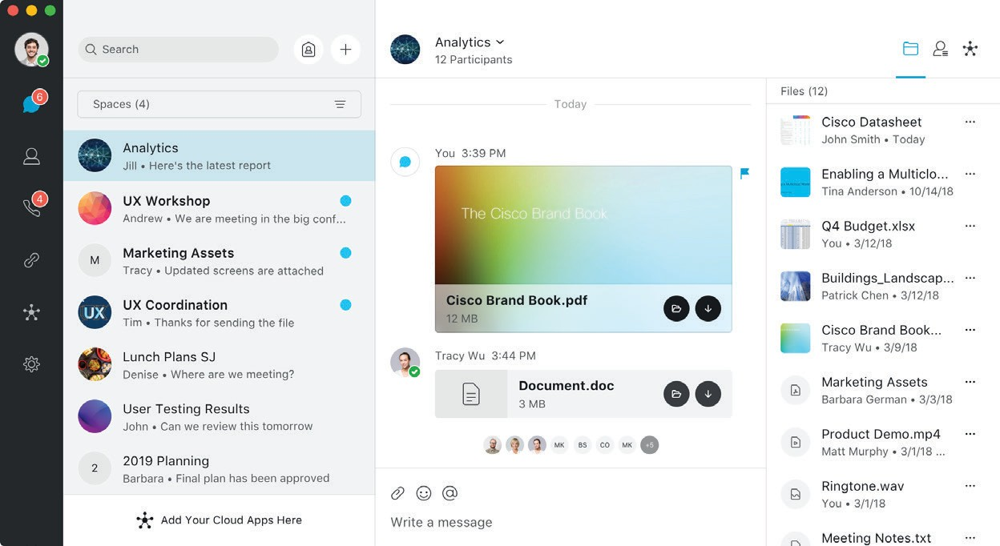 6
4
Search
Spaces (4)
Analytics
Jill • Here's the latest report
UX Workshop
Andrew • We are meeting in the big conf...
M
Marketing Assets
Tracy • Updated screens are attached
UX
UX Coordination
Tim • Thanks for sending the file
Lunch Plans SJ
Denise • Where are we meeting?
User Testing Results
John • Can we review this tomorrow
2
2019 Planning
Barbara • Final plan has been approved
Add Your Cloud Apps Here
Analytics
12 Participants
Today
You 3:39 PM
The Cisco Brand Book
Cisco Brand Book.pdf
12 MB
Tracy Wu 3:44 PM
Document.doc
3 MB
MK BS CO MK +5
Write a message
Files (12)
Cisco Datasheet
John Smith • Today
Enabling a Multiclo...
Tina Anderson • 10/14/18
Q4 Budget.xlsx
You • 3/12/18
Buildings_Landscap...
Patrick Chen • 3/12/18
Cisco Brand Book...
Tracy Wu • 3/9/18
Marketing Assets
Barbara German • 3/3/18
Product Demo.mp4
Matt Murphy • 3/1/18 ...
Ringtone.wav
You • 3/1/18
Meeting Notes.txt